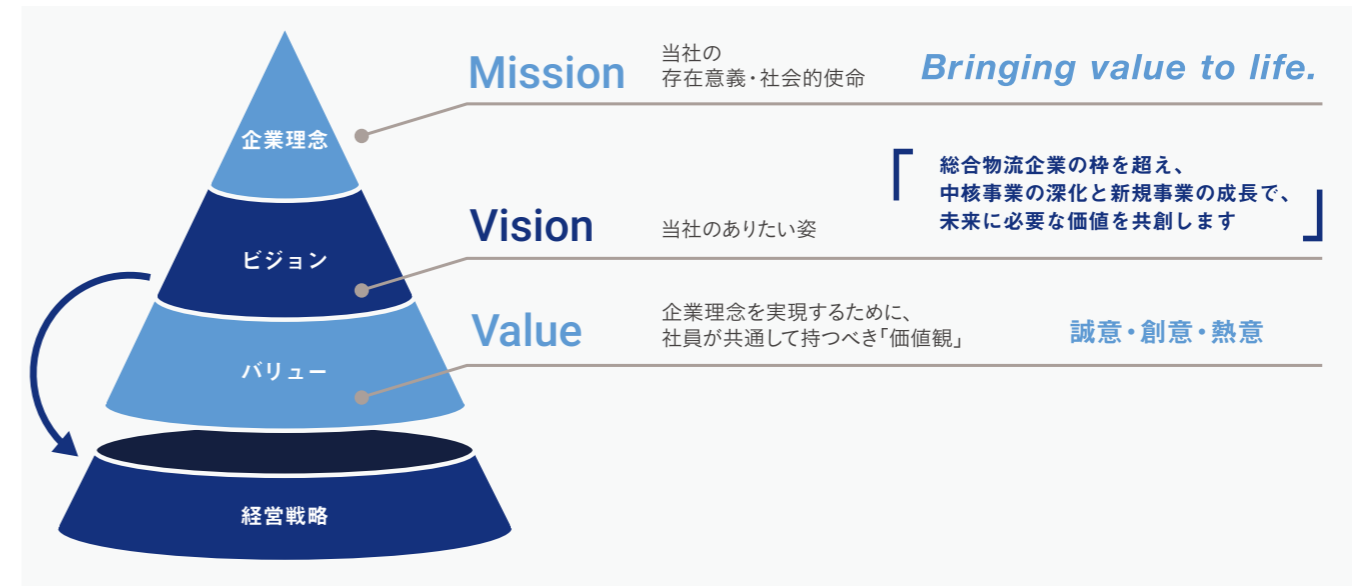 企業理念
Mission
当社の
存在意義・社会的使命
Bringing value to life.
ビジョン
Vision
当社のありたい姿
「総合物流企業の枠を超え、
中核事業の深化と新規事業の成長で、
未来に必要な価値を共創します」
バリュー
Value
企業理念を実現するために、
社員が共通して持つべき「価値観」
誠意・創意・熱意
経営戦略